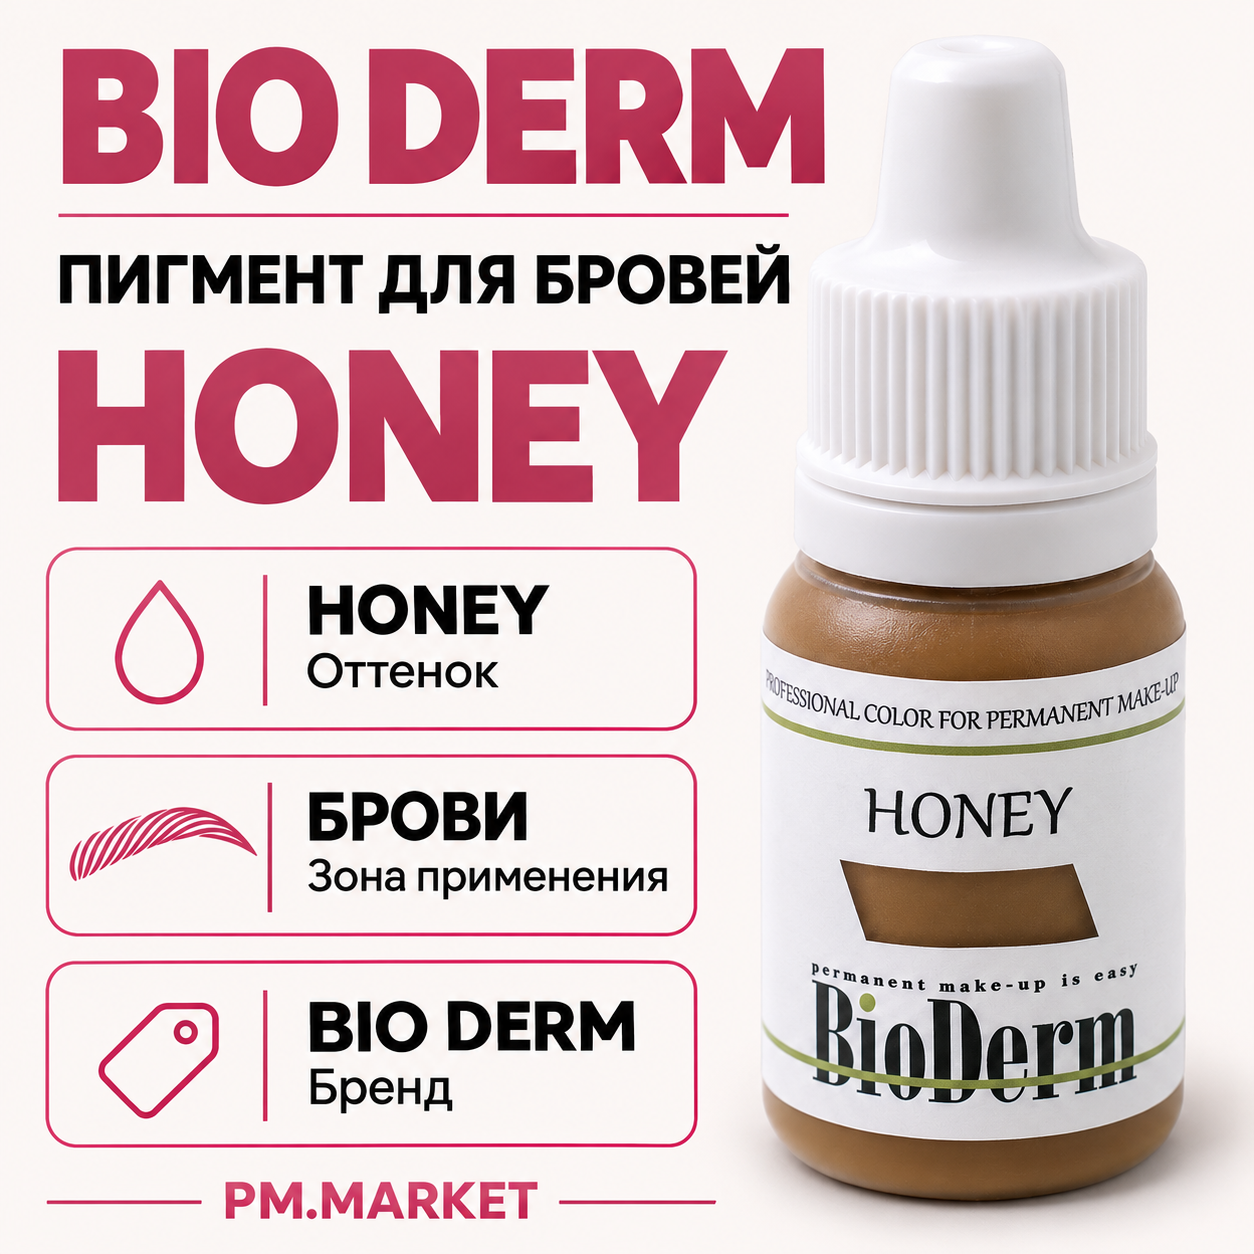 BIO DERM
ПИГМЕНТ ДЛЯ БРОВЕЙ
HONEY
HONEY
Оттенок
БРОВИ
Зона применения
BIO DERM
Бренд
PM.MARKET
PROFESSIONAL COLOR FOR PERMANENT MAKE-UP
HONEY
permanent make-up is easy
BioDerm